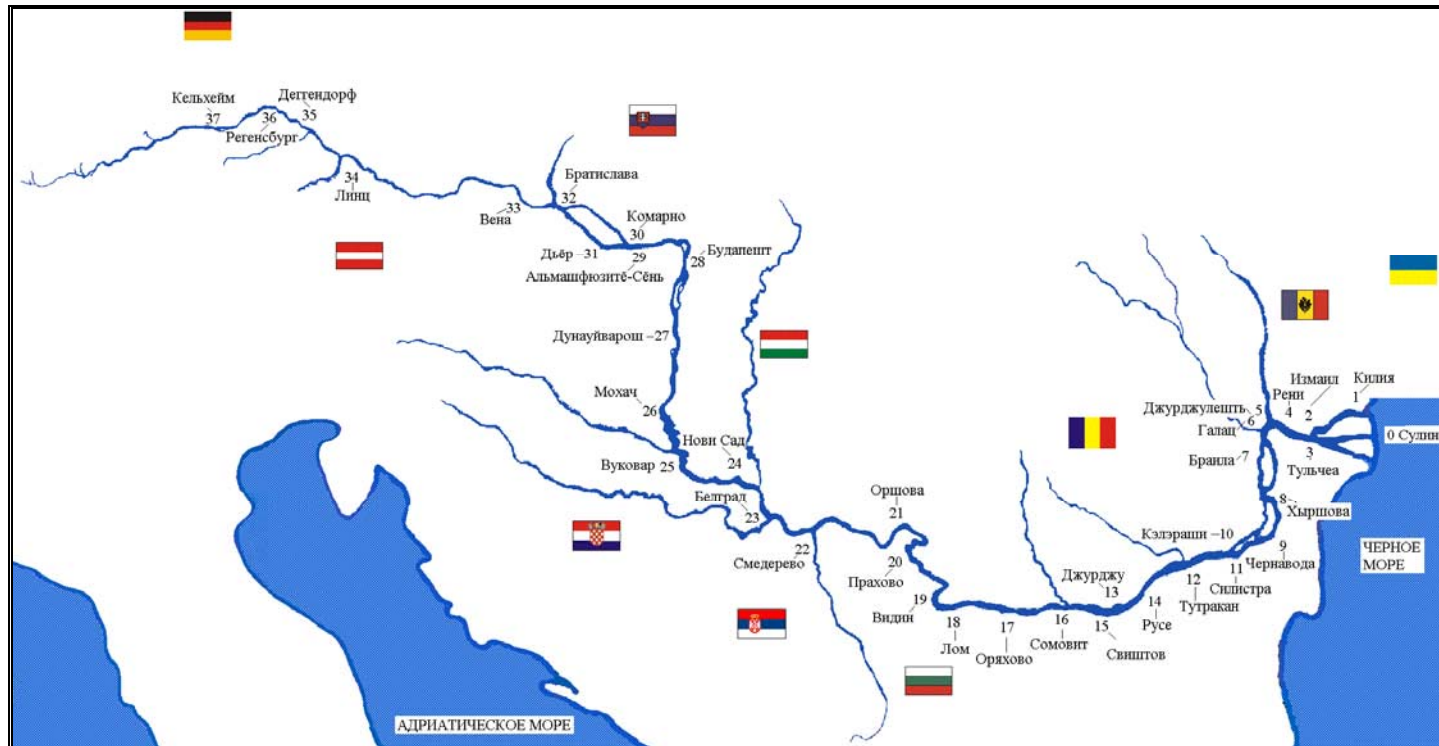 Дегтендорф
Кельхейм
35
37
36
Регенсбург
34
Линц
Братислава
32
33
Вена
Комарно
30
Дьёр –31
29
28
Будапешт
Альмашфюзитё-Сёнь
Дунауйварош –27
Мохач
26
Нови Сад
24
Вуковар
25
Белград
23
22
Смедерево
Оршова
21
20
Прахово
19
Видин
18
Лом
17
Оряхово
16
Сомовит
15
Свиштов
Джурджу
13
14
Русе
12
Тутракан
11
Силистра
Кэлэраши –10
9
Чернавода
8
Хыршова
Браила
7
Джурджулешть
5
Галац
6
Рени
4
Измаил
2
Килия
1
0 Сулин
3
Тульчеа
ЧЕРНОЕ
МОРЕ
АДРИАТИЧЕСКОЕ МОРЕ